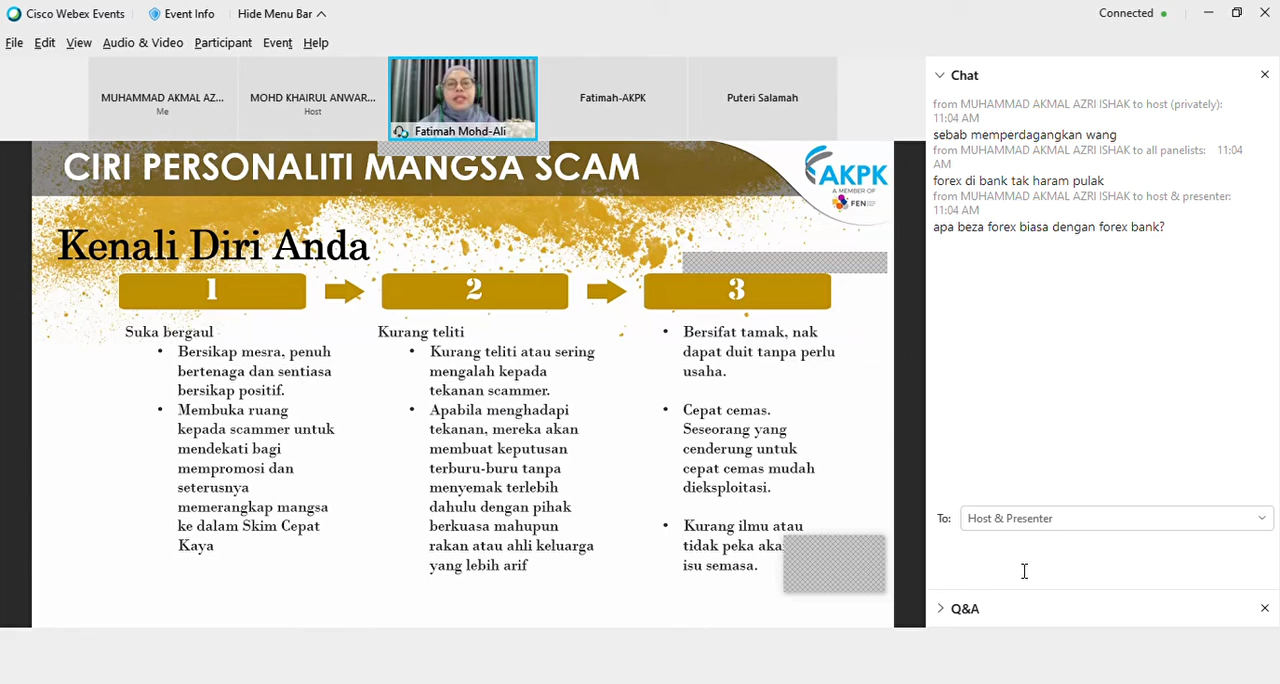 Cisco Webex Events
Event Info
Hide Menu Bar
Connected
File Edit View Audio & Video Participant Event Help
MUHAMMAD AKMAL AZ...
Me
MOHD KHAIRUL ANWAR...
Host
Fatimah Mohd-Ali
Fatimah-AKPK
Puteri Salamah
CIRI PERSONALITI MANGSA SCAM
AKPK
A MEMBER OF
FEN
Kenali Diri Anda
1
2
3
Suka bergaul
• Bersikap mesra, penuh
bertenaga dan sentiasa
bersikap positif.
• Membuka ruang
kepada scammer untuk
mendekati bagi
mempromosi dan
seterusnya
memerangkap mangsa
ke dalam Skim Cepat
Kaya
Kurang teliti
• Kurang teliti atau sering
mengalah kepada
tekanan scammer.
• Apabila menghadapi
tekanan, mereka akan
membuat keputusan
terburu-buru tanpa
menyemak terlebih
dahulu dengan pihak
berkuasa mahupun
rakan atau ahli keluarga
yang lebih arif
• Bersifat tamak, nak
dapat duit tanpa perlu
usaha.
• Cepat cemas.
Seseorang yang
cenderung untuk
cepat cemas mudah
dieksploitasi.
• Kurang ilmu atau
tidak peka aka
isu semasa.
Chat
from MUHAMMAD AKMAL AZRI ISHAK to host (privately):
11:04 AM
sebab memperdagangkan wang
from MUHAMMAD AKMAL AZRI ISHAK to all panelists: 11:04
AM
forex di bank tak haram pulak
from MUHAMMAD AKMAL AZRI ISHAK to host & presenter:
11:04 AM
apa beza forex biasa dengan forex bank?
To: Host & Presenter
Q&A